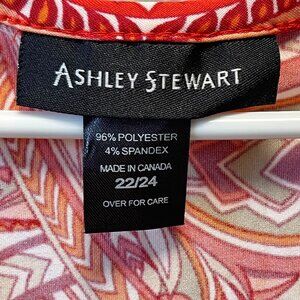 ASHLEY STEWART
96% POLYESTER
4% SPANDEX
MADE IN CANADA
22/24
OVER FOR CARE